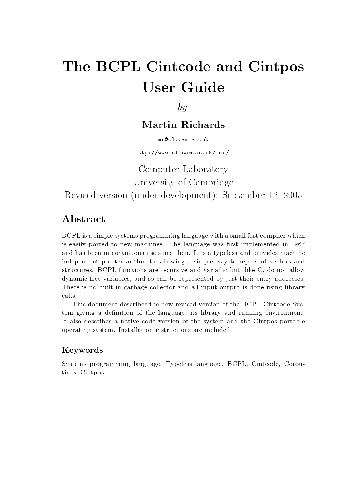 The BCPL Cintcode and Cintpos
User Guide
by
Martin Richards
Computer Laboratory
University of Cambridge
Revised version (under development):
Abstract
BCPL is a simple systems programming language with a small fast compiler which
is easily ported to new machines. The language was first implemented in
and has been in continuous use since then. It is a typeless and provides machine
independent pointer arithmetic allowing a simple way to represent vectors and
structures. BCPL functions are recursive and variadic but, like C, do not allow
dynamic free variables, and so can be represented by just their entry addresses.
There is no built-in garbage collector and all input-output is done using library
calls.
This document describes the new revised version of the BCPL Cintcode
giving a definition of the language, its library and running environment.
It also describes a native code version of the system and the Cintpos portable
operating system. Installation instructions are included.
Keywords
Systems programming language, Typeless language, BCPL, Cintcode,
Cintpos.